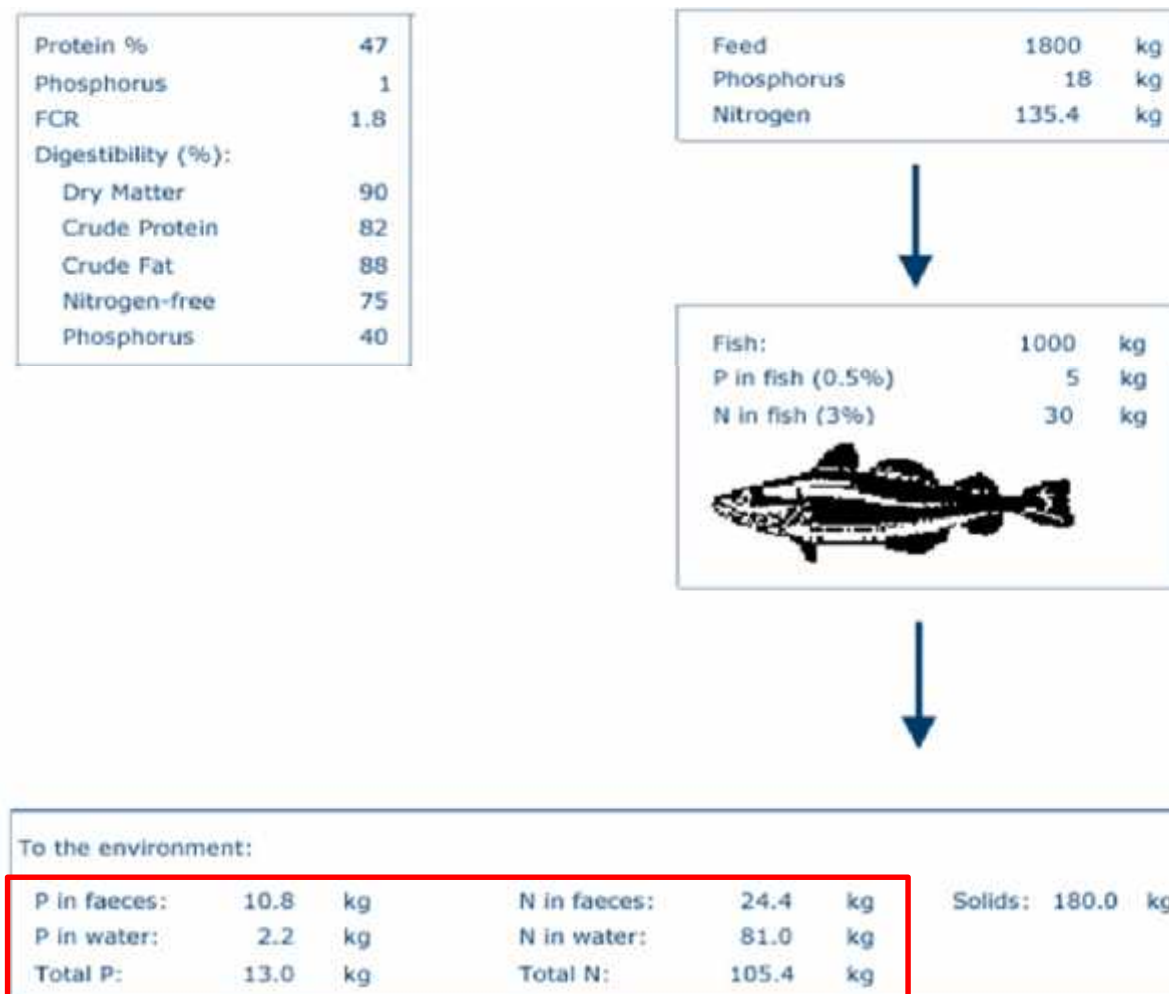 Protein % 47
Phosphorus 1
FCR 1.8
Digestibility (%):
Dry Matter 90
Crude Protein 82
Crude Fat 88
Nitrogen-free 75
Phosphorus 40
Feed 1800 kg
Phosphorus 18 kg
Nitrogen 135.4 kg
Fish: 1000 kg
P in fish (0.5%) 5 kg
N in fish (3%) 30 kg
To the environment:
P in faeces: 10.8 kg N in faeces: 24.4 kg Solids: 180.0 kg
P in water: 2.2 kg N in water: 81.0 kg
Total P: 13.0 kg Total N: 105.4 kg